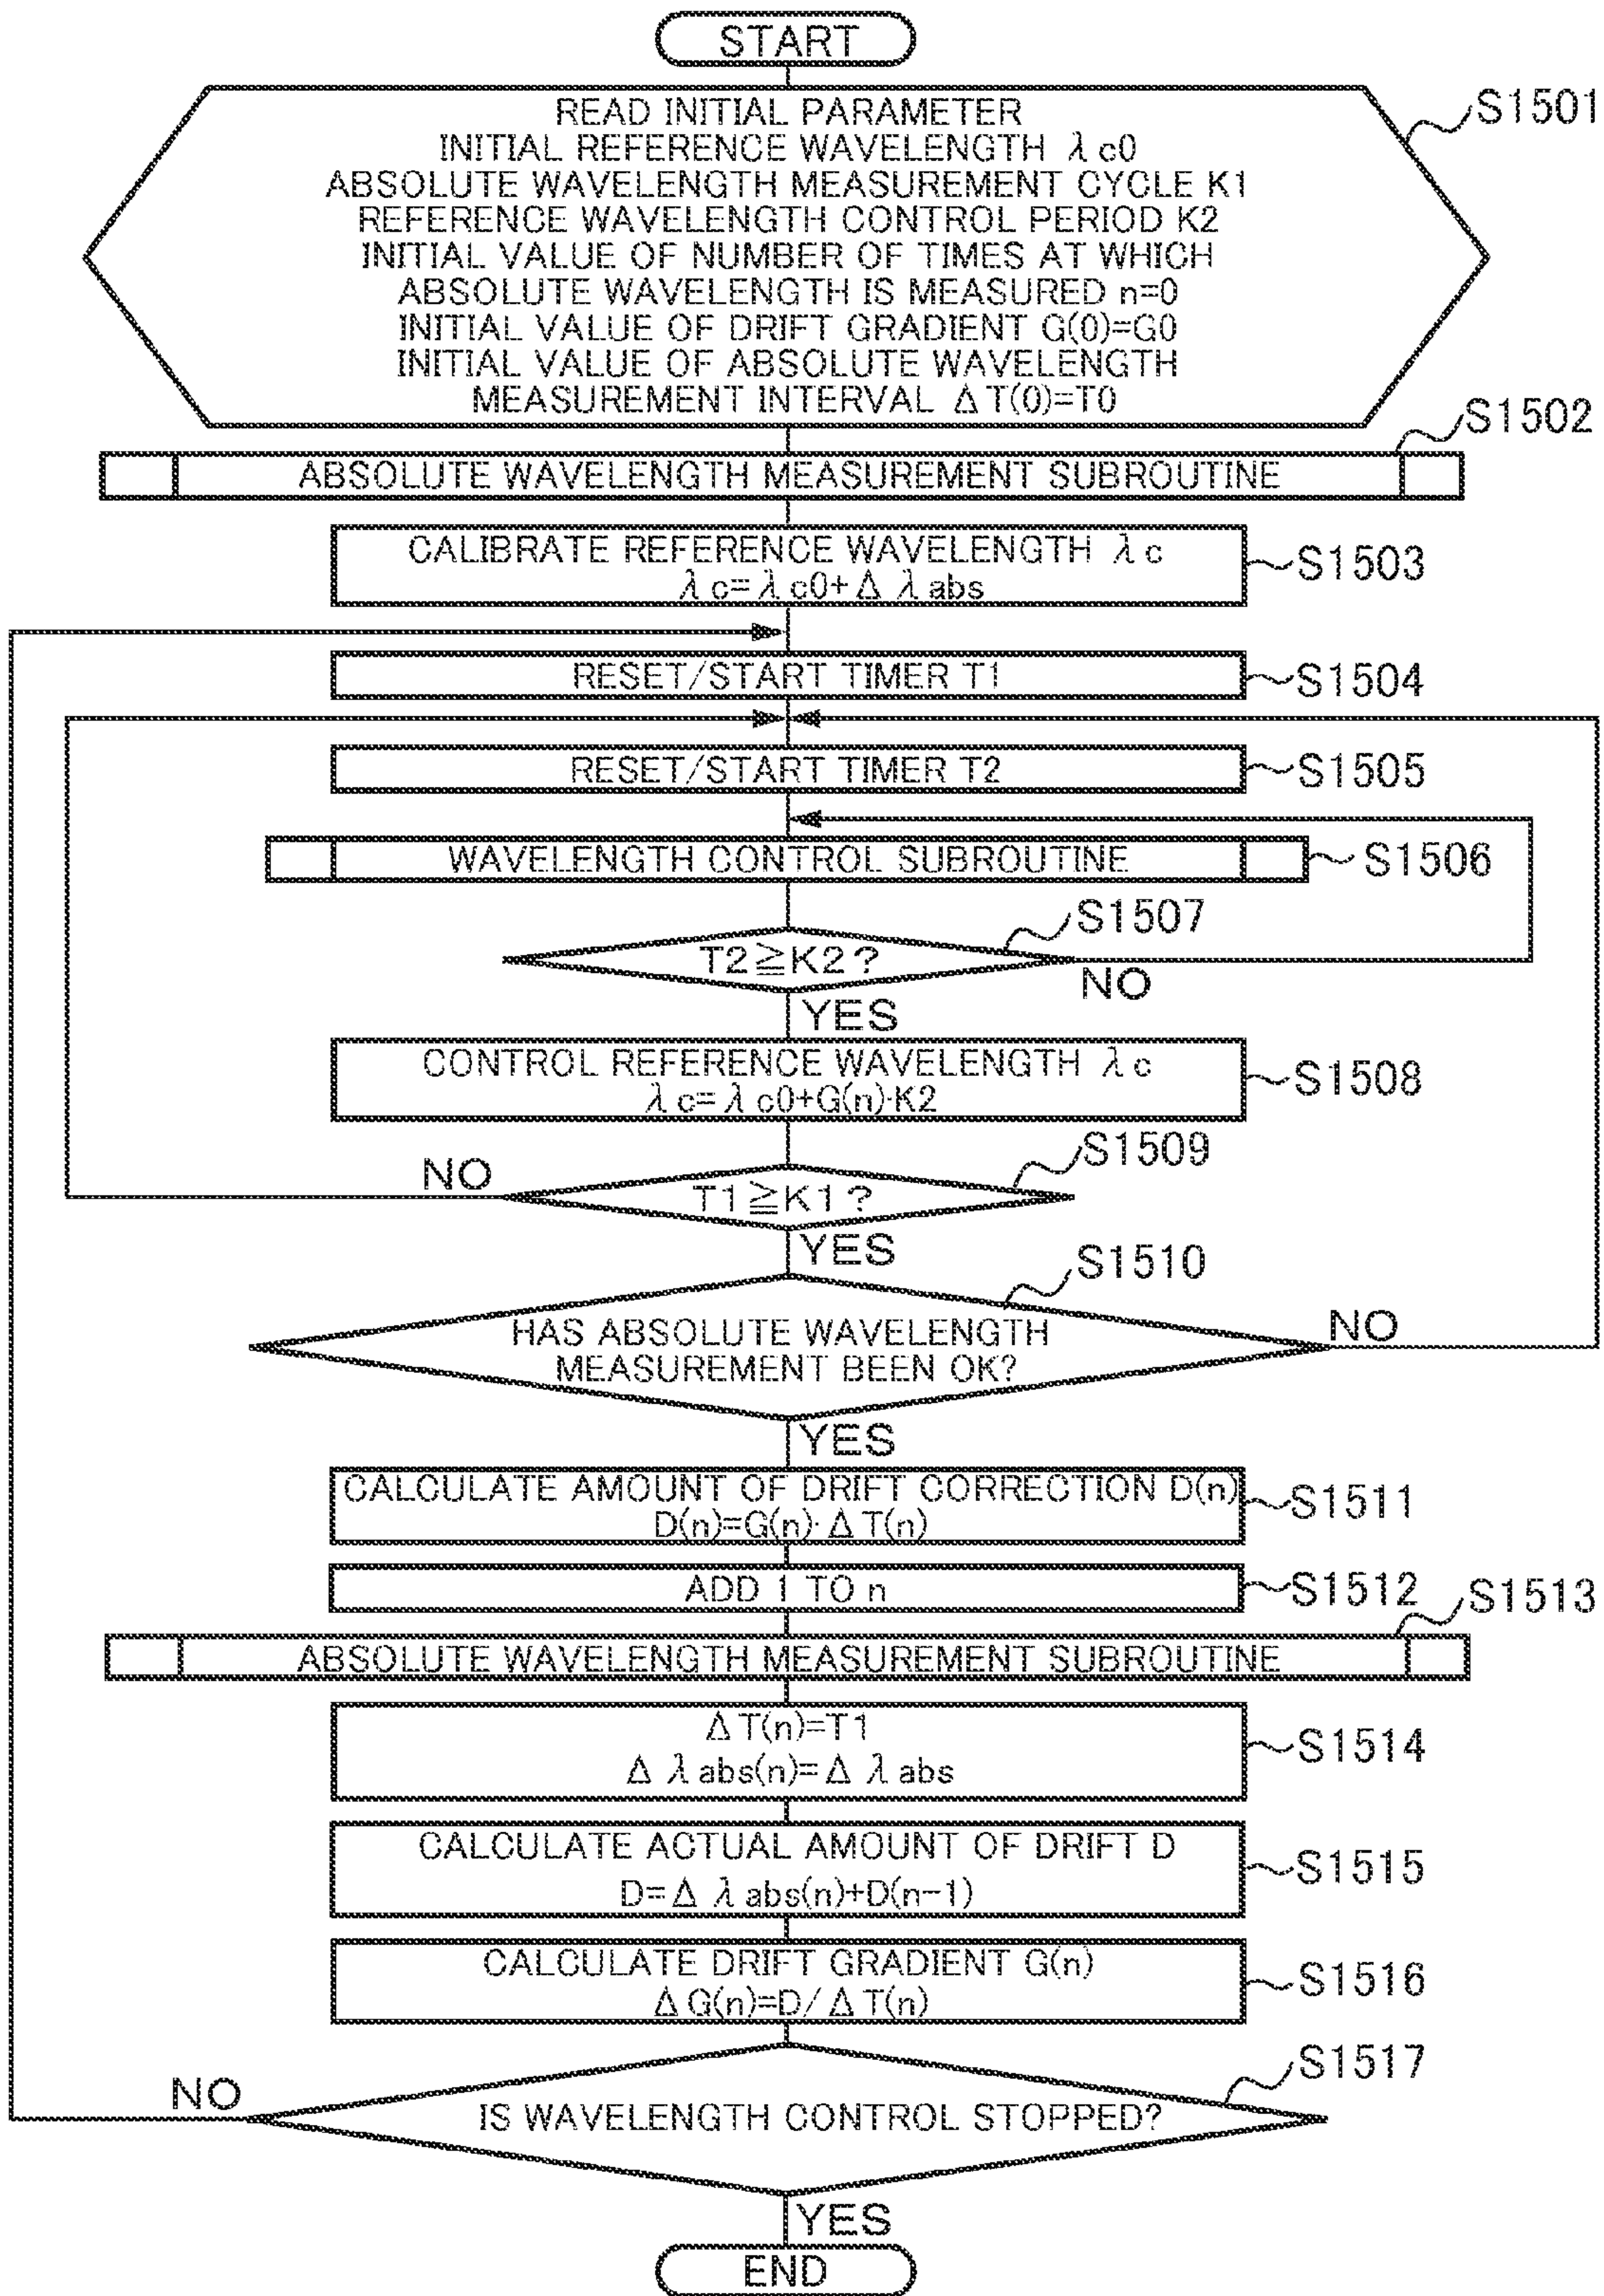 START
READ INITIAL PARAMETER
INITIAL REFERENCE WAVELENGTH λc0
ABSOLUTE WAVELENGTH MEASUREMENT CYCLE K1
REFERENCE WAVELENGTH CONTROL PERIOD K2
INITIAL VALUE OF NUMBER OF TIMES AT WHICH
ABSOLUTE WAVELENGTH IS MEASURED n=0
INITIAL VALUE OF DRIFT GRADIENT G(0)=G0
INITIAL VALUE OF ABSOLUTE WAVELENGTH
MEASUREMENT INTERVAL ΔT(0)=T0
S1501
S1502
ABSOLUTE WAVELENGTH MEASUREMENT SUBROUTINE
CALIBRATE REFERENCE WAVELENGTH λc
λc=λc0+Δλabs
S1503
RESET/START TIMER T1
S1504
RESET/START TIMER T2
S1505
WAVELENGTH CONTROL SUBROUTINE
S1506
S1507
T2≧K2?
NO
YES
CONTROL REFERENCE WAVELENGTH λc
λc=λc0+G(n)·K2
S1508
S1509
NO
T1≧K1?
YES
S1510
HAS ABSOLUTE WAVELENGTH
MEASUREMENT BEEN OK?
NO
YES
CALCULATE AMOUNT OF DRIFT CORRECTION D(n)
D(n)=G(n)·ΔT(n)
S1511
ADD 1 TO n
S1512
S1513
ABSOLUTE WAVELENGTH MEASUREMENT SUBROUTINE
ΔT(n)=T1
Δλabs(n)=Δλabs
S1514
CALCULATE ACTUAL AMOUNT OF DRIFT D
D=Δλabs(n)+D(n-1)
S1515
CALCULATE DRIFT GRADIENT G(n)
ΔG(n)=D/ΔT(n)
S1516
S1517
NO
IS WAVELENGTH CONTROL STOPPED?
YES
END